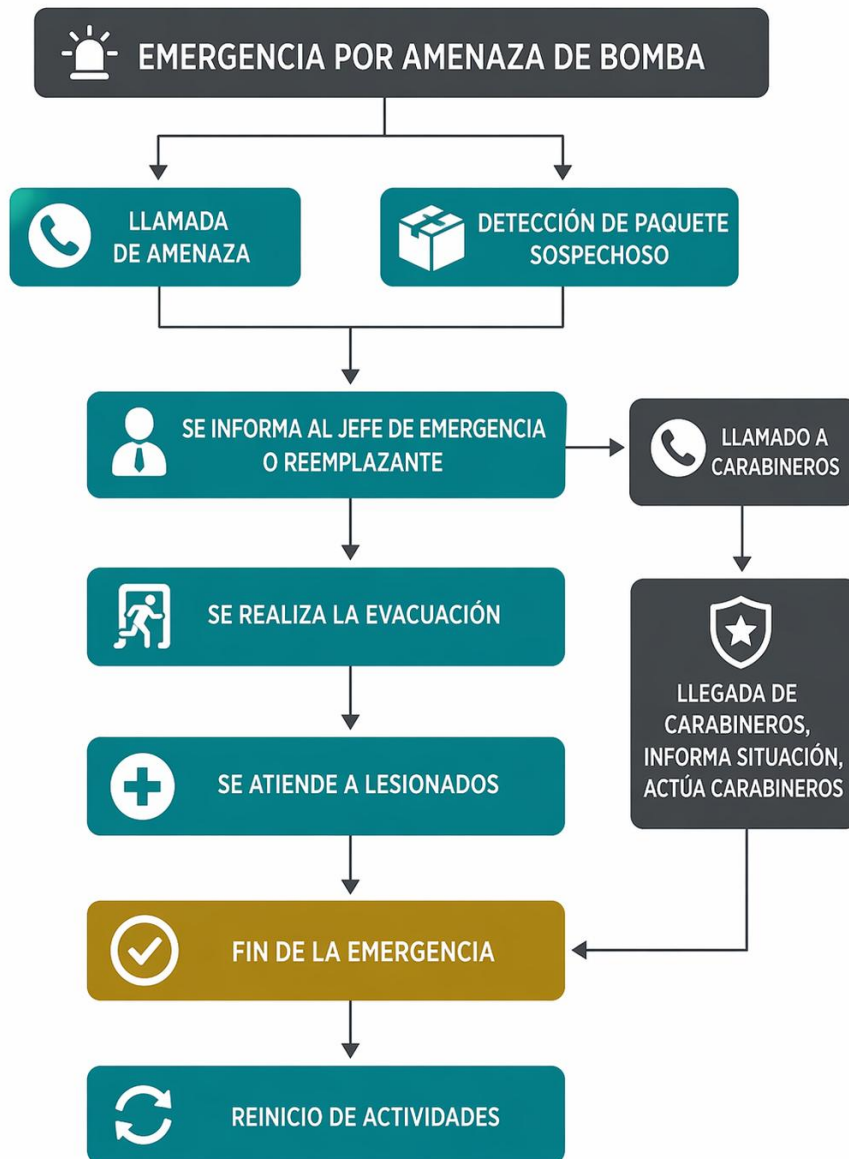 EMERGENCIA POR AMENAZA DE BOMBA
LLAMADA
DE AMENAZA
DETECCIÓN DE PAQUETE
SOSPECHOSO
SE INFORMA AL JEFE DE EMERGENCIA
O REEMPLAZANTE
LLAMADO A
CARABINEROS
SE REALIZA LA EVACUACIÓN
LLEGADA DE
CARABINEROS,
INFORMA SITUACIÓN,
ACTÚA CARABINEROS
SE ATIENDE A LESIONADOS
FIN DE LA EMERGENCIA
REINICIO DE ACTIVIDADES